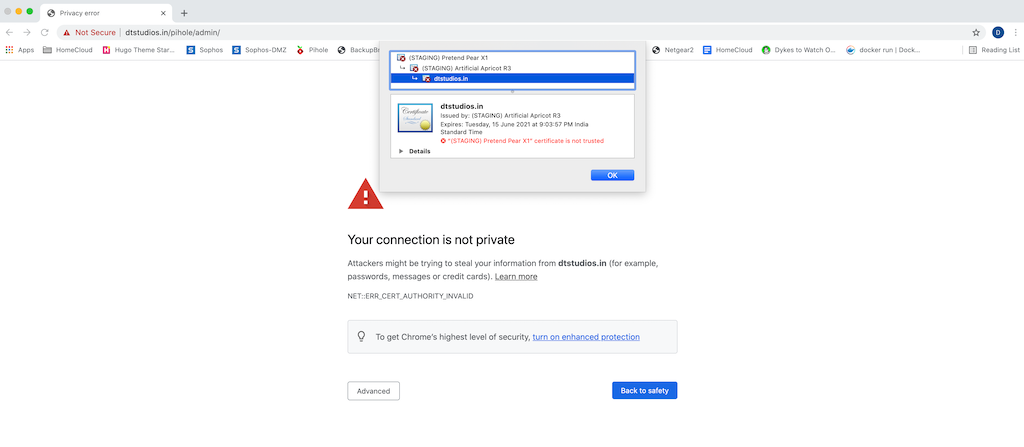 Privacy error
Not Secure | dtstudios.in/pihole/admin/
D
Apps HomeCloud Hugo Theme Star... Sophos Sophos-DMZ Pihole BackupBr Netgear2 HomeCloud Dykes to Watch O... docker run | Dock... Reading List
(STAGING) Pretend Pear X1
(STAGING) Artificial Apricot R3
dtstudios.in
Certificate
dtstudios.in
Issued by: (STAGING) Artificial Apricot R3
Expires: Tuesday, 15 June 2021 at 9:03:57 PM India
Standard Time
"(STAGING) Pretend Pear X1" certificate is not trusted
Details
OK
Your connection is not private
Attackers might be trying to steal your information from dtstudios.in (for example,
passwords, messages or credit cards). Learn more
NET::ERR_CERT_AUTHORITY_INVALID
To get Chrome's highest level of security, turn on enhanced protection
Advanced
Back to safety